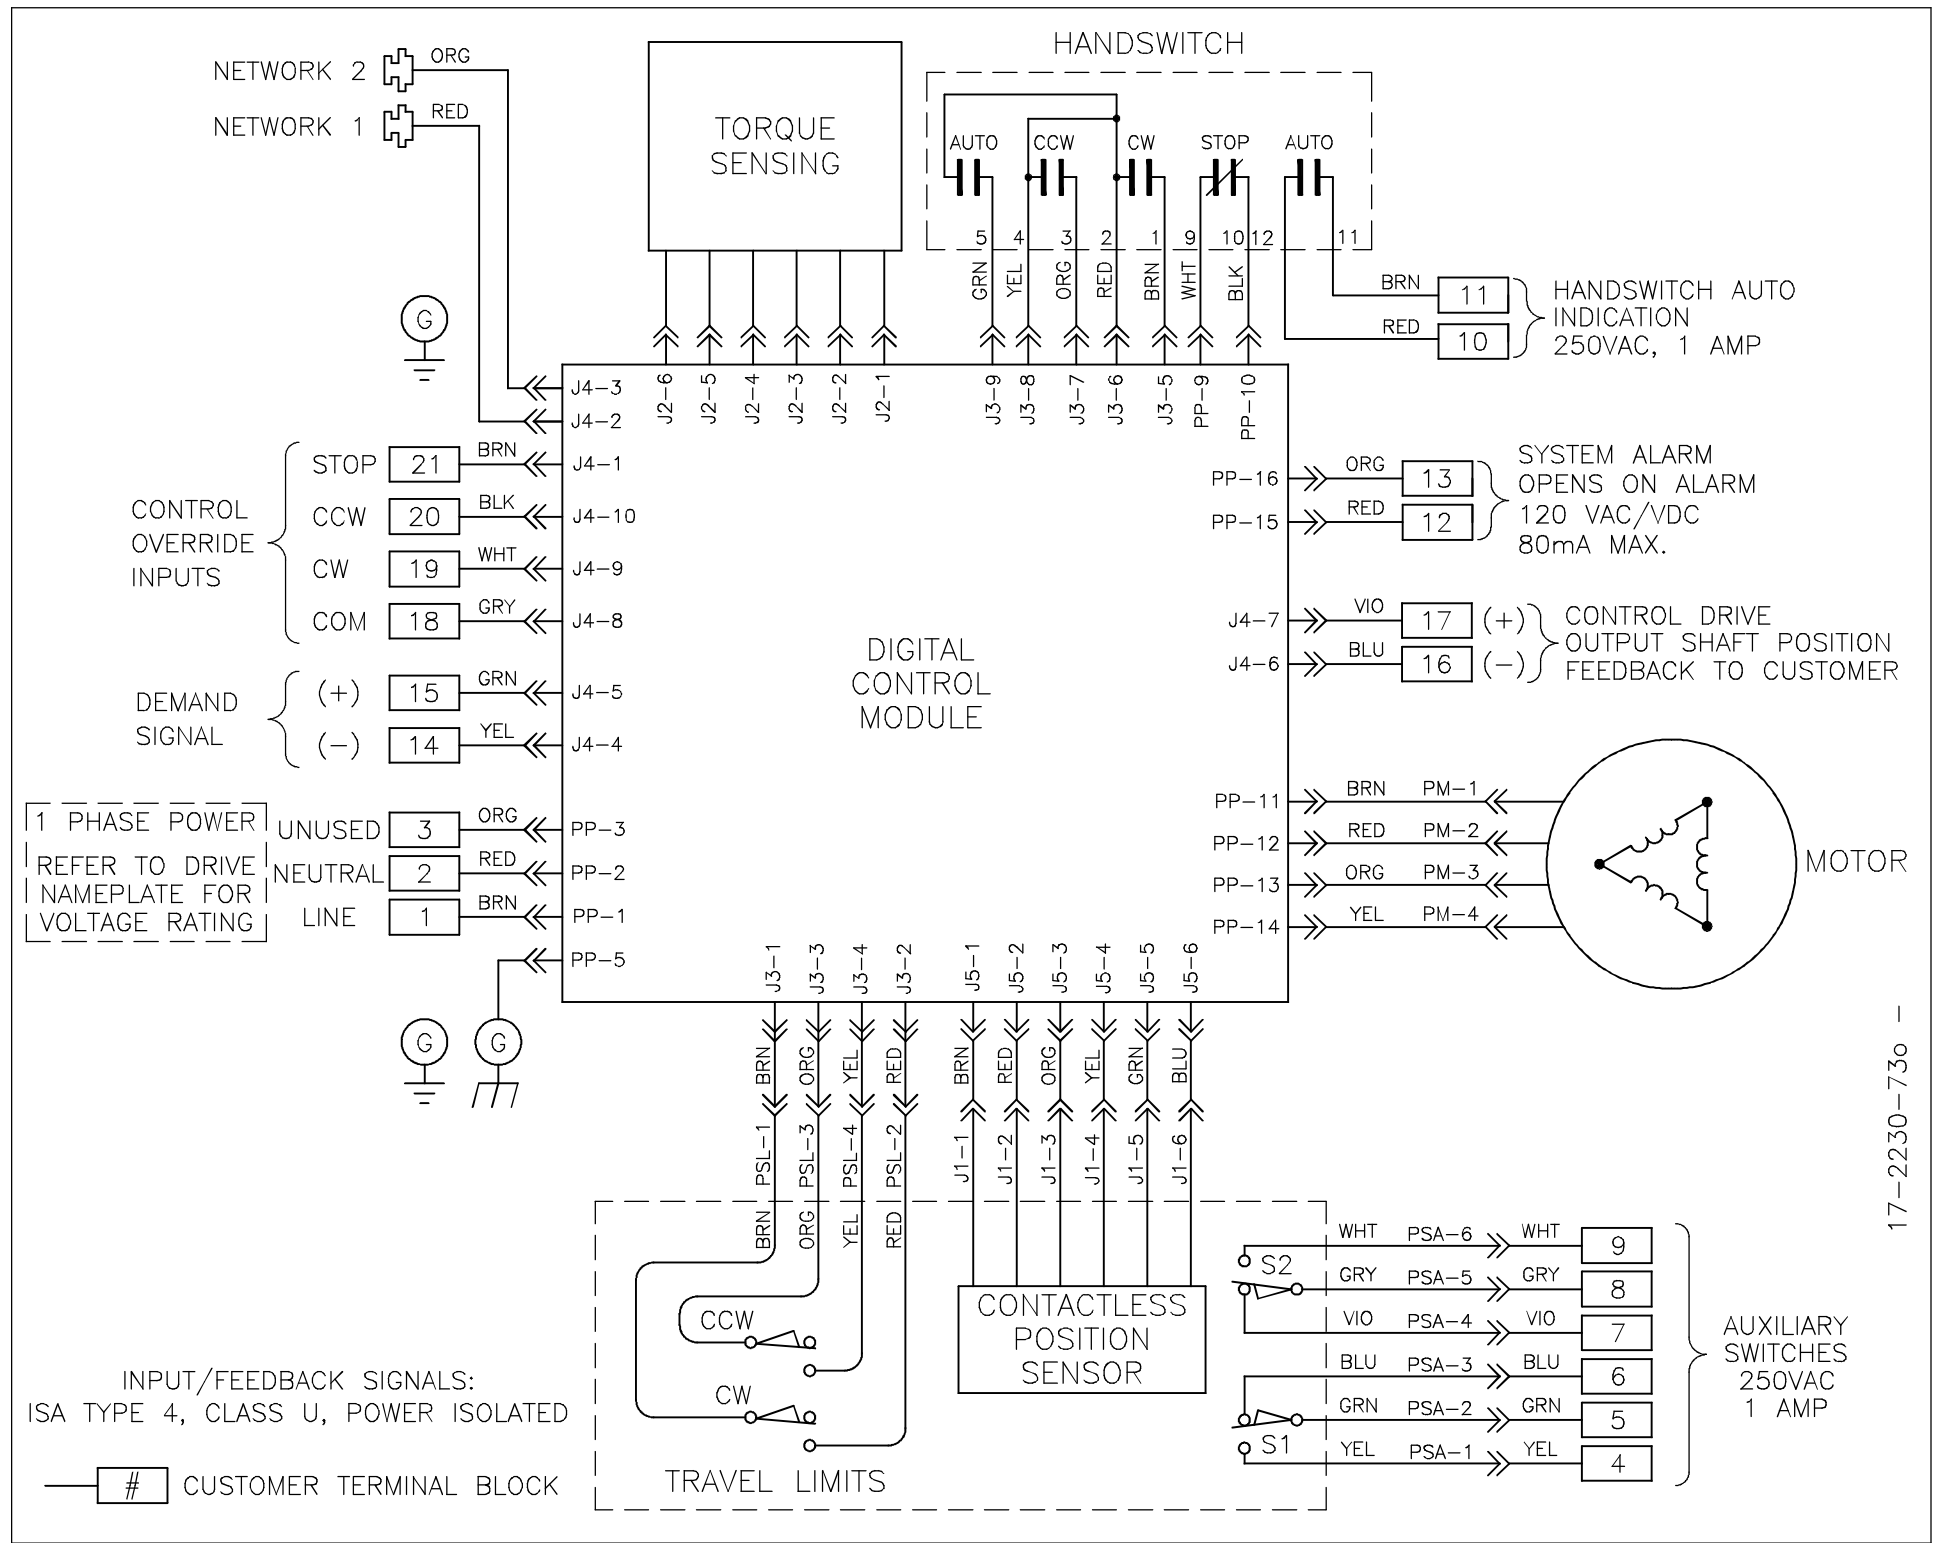 NETWORK 2
ORG
NETWORK 1
RED
TORQUE
SENSING
HANDSWITCH
AUTO
CCW
CW
STOP
AUTO
5
4
3
2
1
9
10
12
11
GRN
YEL
ORG
RED
BRN
WHT
BLK
BRN
11
RED
10
HANDSWITCH AUTO
INDICATION
250VAC, 1 AMP
G
J4-3
J4-2
J2-6
J2-5
J2-4
J2-3
J2-2
J2-1
J3-9
J3-8
J3-7
J3-6
J3-5
PP-9
PP-10
CONTROL
OVERRIDE
INPUTS
STOP
21
BRN
J4-1
CCW
20
BLK
J4-10
CW
19
WHT
J4-9
COM
18
GRY
J4-8
DEMAND
SIGNAL
(+)
15
GRN
J4-5
(-)
14
YEL
J4-4
1 PHASE POWER
REFER TO DRIVE
NAMEPLATE FOR
VOLTAGE RATING
UNUSED
3
ORG
PP-3
NEUTRAL
2
RED
PP-2
LINE
1
BRN
PP-1
PP-5
G
G
DIGITAL
CONTROL
MODULE
PP-16
ORG
13
PP-15
RED
12
SYSTEM ALARM
OPENS ON ALARM
120 VAC/VDC
80mA MAX.
J4-7
VIO
17
(+)
J4-6
BLU
16
(-)
CONTROL DRIVE
OUTPUT SHAFT POSITION
FEEDBACK TO CUSTOMER
PP-11
BRN
PM-1
PP-12
RED
PM-2
PP-13
ORG
PM-3
PP-14
YEL
PM-4
MOTOR
J3-1
J3-3
J3-4
J3-2
J5-1
J5-2
J5-3
J5-4
J5-5
J5-6
BRN
ORG
YEL
RED
BRN
RED
ORG
YEL
GRN
BLU
PSL-1
PSL-3
PSL-4
PSL-2
J1-1
J1-2
J1-3
J1-4
J1-5
J1-6
BRN
ORG
YEL
RED
CCW
CW
TRAVEL LIMITS
CONTACTLESS
POSITION
SENSOR
S2
S1
WHT
PSA-6
WHT
9
GRY
PSA-5
GRY
8
VIO
PSA-4
VIO
7
BLU
PSA-3
BLU
6
GRN
PSA-2
GRN
5
YEL
PSA-1
YEL
4
AUXILIARY
SWITCHES
250VAC
1 AMP
INPUT/FEEDBACK SIGNALS:
ISA TYPE 4, CLASS U, POWER ISOLATED
# CUSTOMER TERMINAL BLOCK
17-2230-73o -